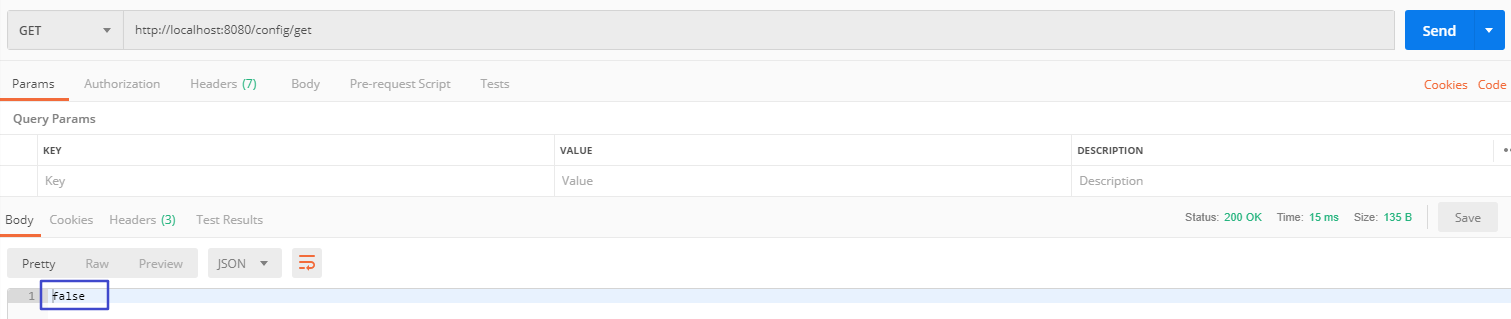 GET http://localhost:8080/config/get Send
Params Authorization Headers (7) Body Pre-request Script Tests Cookies Code
Query Params
KEY VALUE DESCRIPTION
Key Value Description
Body Cookies Headers (3) Test Results Status: 200 OK Time: 15 ms Size: 135 B Save
Pretty Raw Preview JSON
1 false